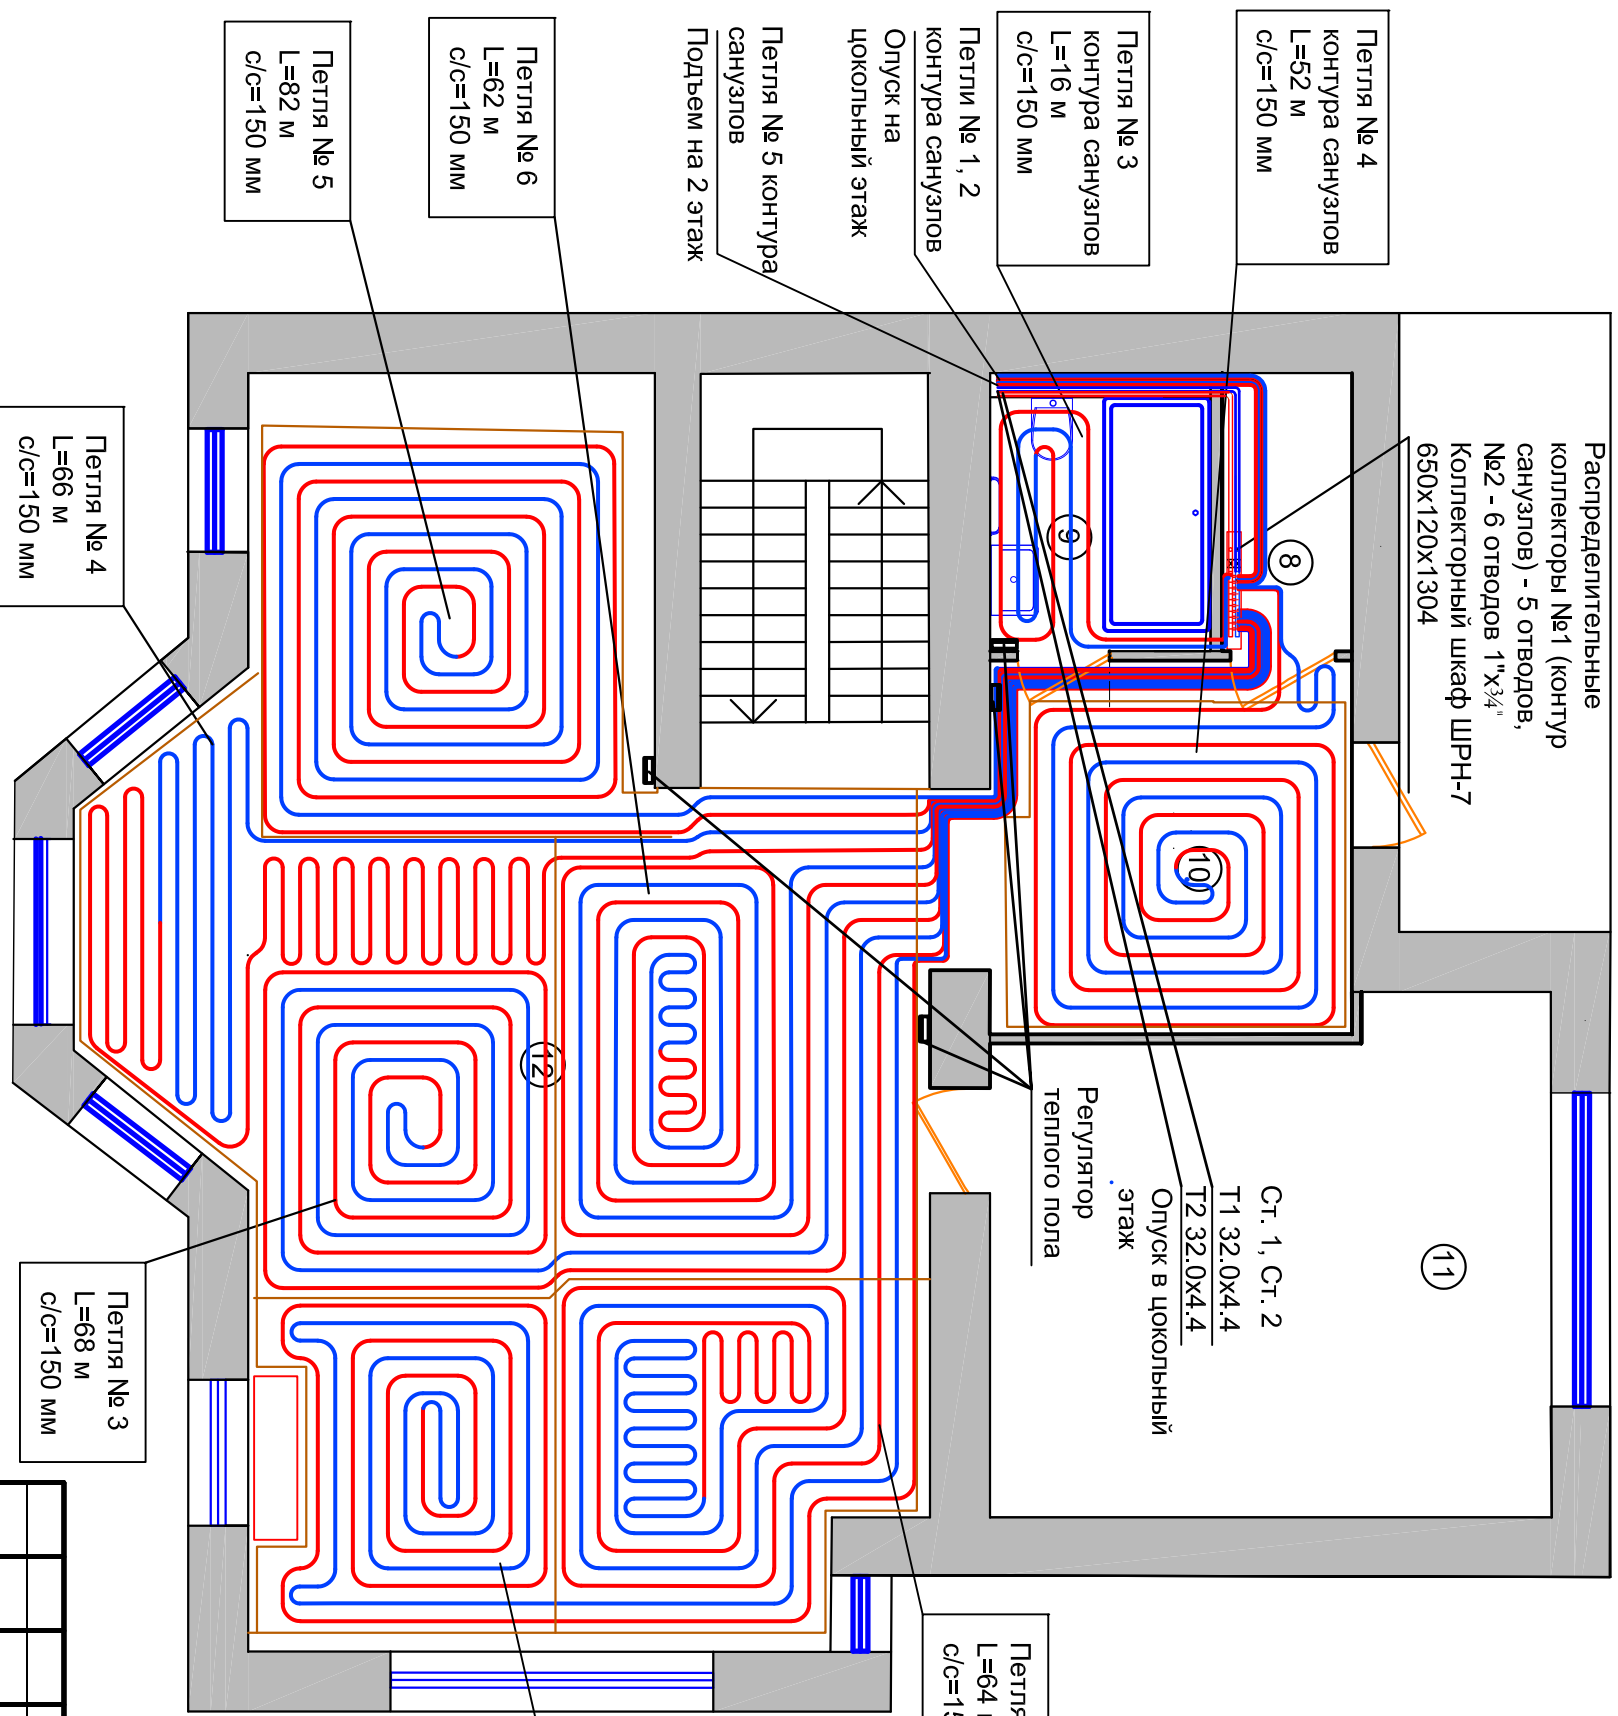 Распределительные
коллекторы №1 (контур
санузлов) - 5 отводов,
№2 - 6 отводов 1"х¾"
Коллекторный шкаф ШРН-7
650х120х1304
Петля № 4
контура санузлов
L=52 м
с/с=150 мм
Петля № 3
контура санузлов
L=16 м
с/с=150 мм
Петли № 1, 2
контура санузлов
Опуск на
цокольный этаж
Петля № 5 контура
санузлов
Подъем на 2 этаж
Петля № 6
L=62 м
с/с=150 мм
Петля № 5
L=82 м
с/с=150 мм
Петля № 4
L=66 м
с/с=150 мм
8
9
10
11
12
Ст. 1, Ст. 2
Т1 32.0х4.4
Т2 32.0х4.4
Опуск в цокольный
этаж
Регулятор
теплого пола
Петля № 3
L=68 м
с/с=150 мм
Петля
L=64
с/с=15